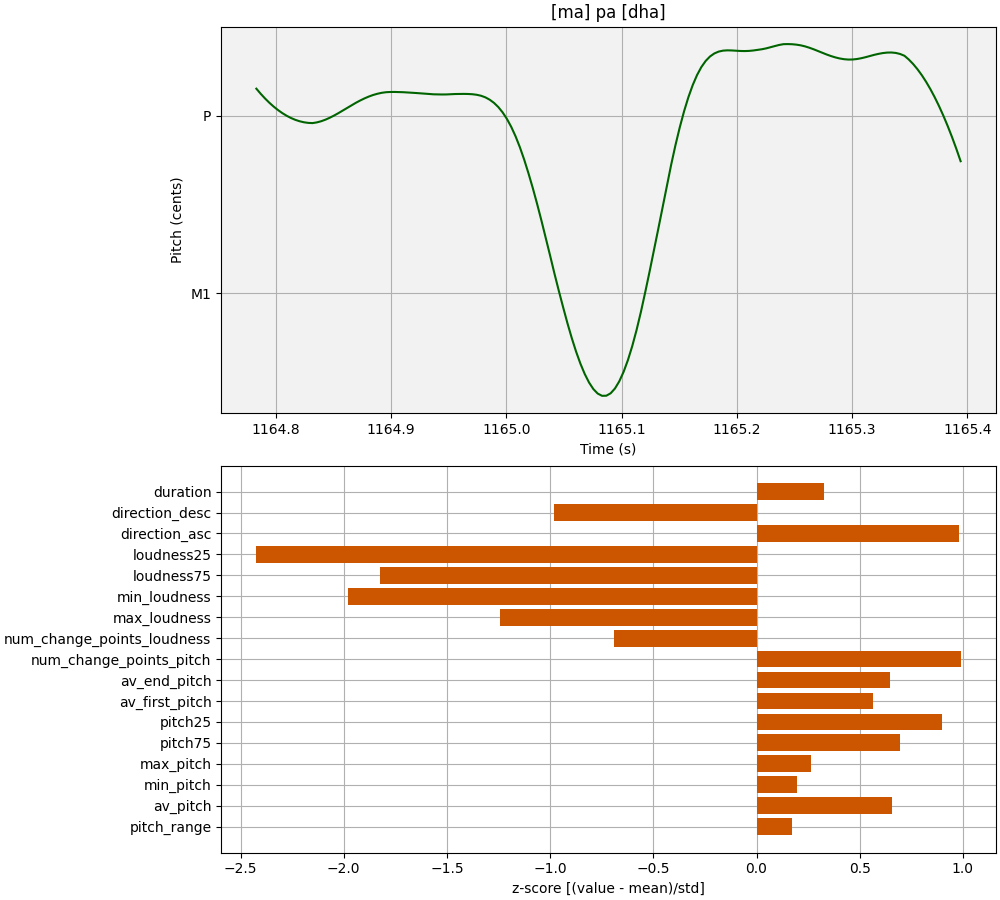 [ma] pa [dha]
Pitch (cents)
P
M1
1164.8 1164.9 1165.0 1165.1 1165.2 1165.3 1165.4
Time (s)
duration
direction_desc
direction_asc
loudness25
loudness75
min_loudness
max_loudness
num_change_points_loudness
num_change_points_pitch
av_end_pitch
av_first_pitch
pitch25
pitch75
max_pitch
min_pitch
av_pitch
pitch_range
−2.5 −2.0 −1.5 −1.0 −0.5 0.0 0.5 1.0
z-score [(value - mean)/std]